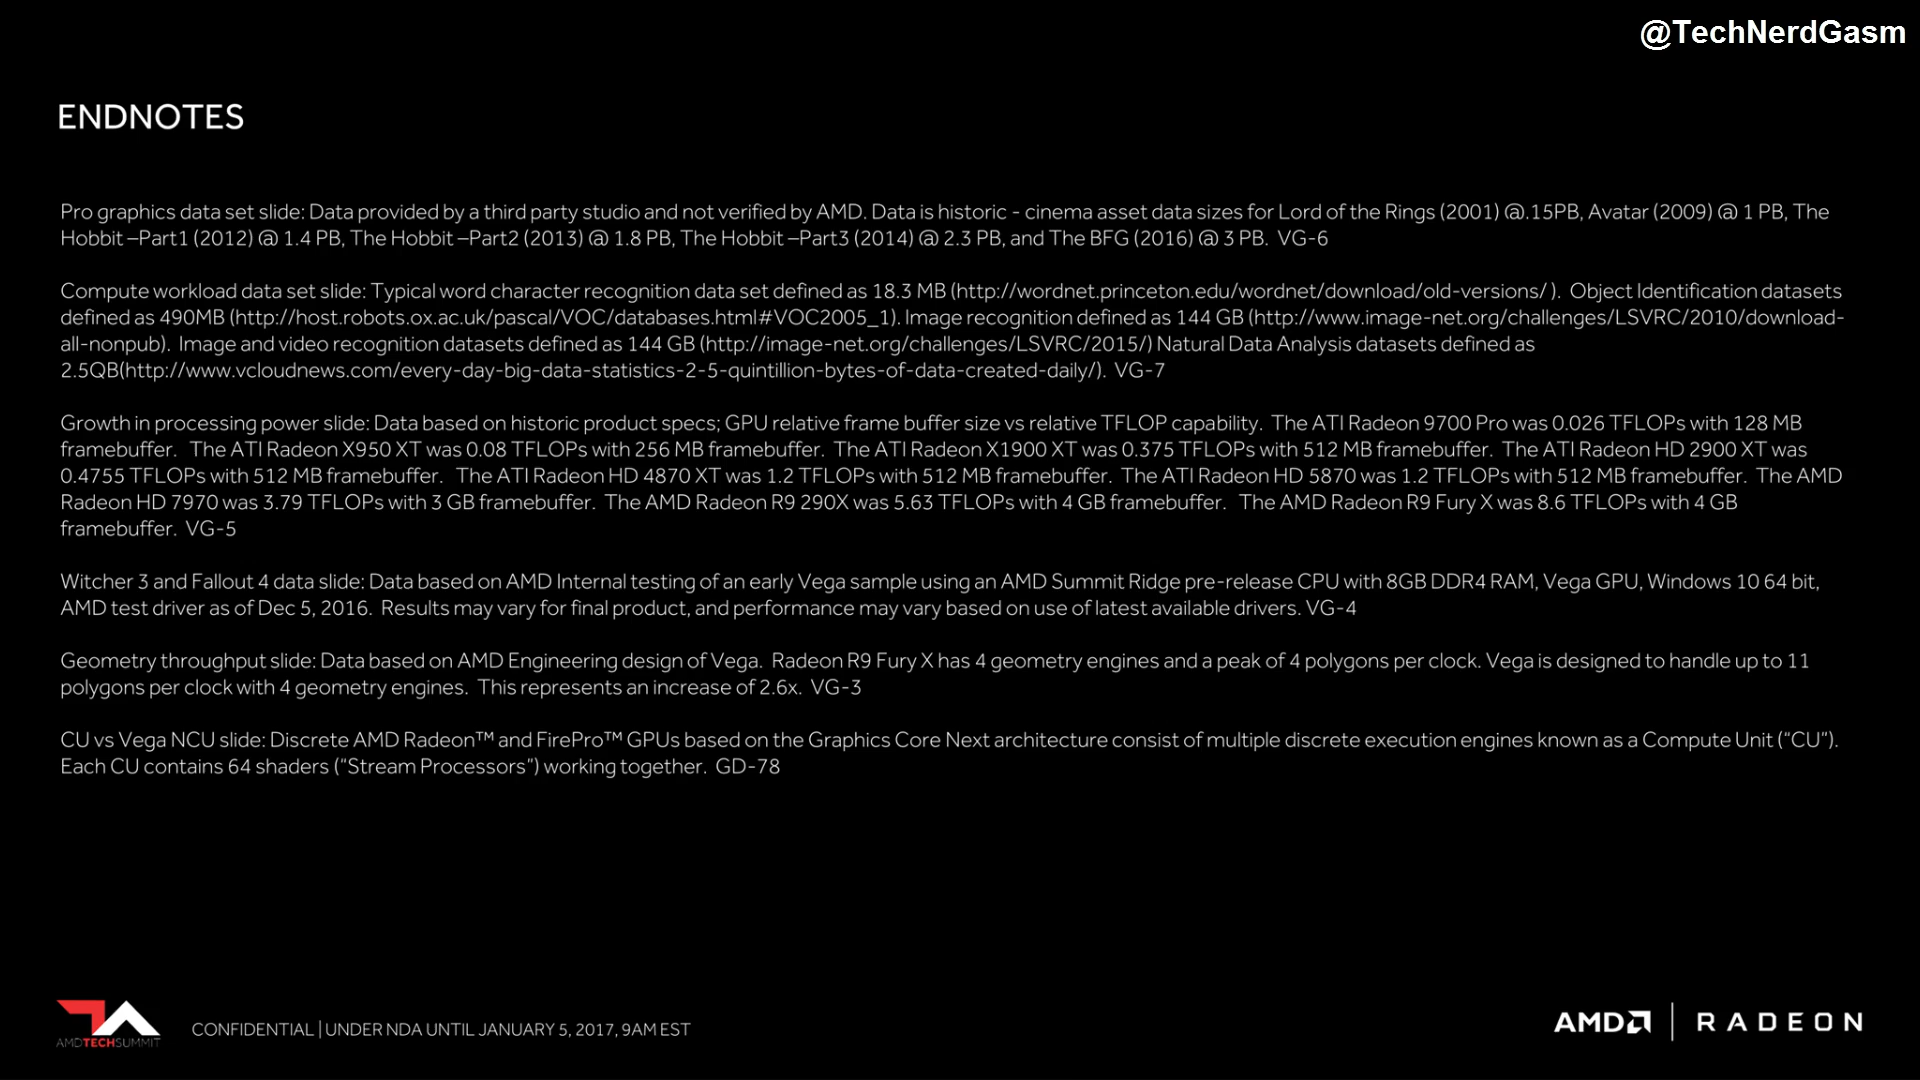 @TechNerdGasm
ENDNOTES
Pro graphics data set slide: Data provided by a third party studio and not verified by AMD. Data is historic - cinema asset data sizes for Lord of the Rings (2001) @.15PB, Avatar (2009) @ 1 PB, The
Hobbit –Part1 (2012) @ 1.4 PB, The Hobbit –Part2 (2013) @ 1.8 PB, The Hobbit –Part3 (2014) @ 2.3 PB, and The BFG (2016) @ 3 PB. VG-6
Compute workload data set slide: Typical word character recognition data set defined as 18.3 MB (http://wordnet.princeton.edu/wordnet/download/old-versions/ ). Object Identification datasets
defined as 490MB (http://host.robots.ox.ac.uk/pascal/VOC/databases.html#VOC2005_1). Image recognition defined as 144 GB (http://www.image-net.org/challenges/LSVRC/2010/download-
all-nonpub). Image and video recognition datasets defined as 144 GB (http://image-net.org/challenges/LSVRC/2015/) Natural Data Analysis datasets defined as
2.5QB(http://www.vcloudnews.com/every-day-big-data-statistics-2-5-quintillion-bytes-of-data-created-daily/). VG-7
Growth in processing power slide: Data based on historic product specs; GPU relative frame buffer size vs relative TFLOP capability. The ATI Radeon 9700 Pro was 0.026 TFLOPs with 128 MB
framebuffer. The ATI Radeon X950 XT was 0.08 TFLOPs with 256 MB framebuffer. The ATI Radeon X1900 XT was 0.375 TFLOPs with 512 MB framebuffer. The ATI Radeon HD 2900 XT was
0.4755 TFLOPs with 512 MB framebuffer. The ATI Radeon HD 4870 XT was 1.2 TFLOPs with 512 MB framebuffer. The ATI Radeon HD 5870 was 1.2 TFLOPs with 512 MB framebuffer. The AMD
Radeon HD 7970 was 3.79 TFLOPs with 3 GB framebuffer. The AMD Radeon R9 290X was 5.63 TFLOPs with 4 GB framebuffer. The AMD Radeon R9 Fury X was 8.6 TFLOPs with 4 GB
framebuffer. VG-5
Witcher 3 and Fallout 4 data slide: Data based on AMD Internal testing of an early Vega sample using an AMD Summit Ridge pre-release CPU with 8GB DDR4 RAM, Vega GPU, Windows 10 64 bit,
AMD test driver as of Dec 5, 2016. Results may vary for final product, and performance may vary based on use of latest available drivers. VG-4
Geometry throughput slide: Data based on AMD Engineering design of Vega. Radeon R9 Fury X has 4 geometry engines and a peak of 4 polygons per clock. Vega is designed to handle up to 11
polygons per clock with 4 geometry engines. This represents an increase of 2.6x. VG-3
CU vs Vega NCU slide: Discrete AMD Radeon™ and FirePro™ GPUs based on the Graphics Core Next architecture consist of multiple discrete execution engines known as a Compute Unit (“CU”).
Each CU contains 64 shaders (“Stream Processors”) working together. GD-78
AMDTECHSUMMIT
CONFIDENTIAL | UNDER NDA UNTIL JANUARY 5, 2017, 9AM EST
AMD | RADEON